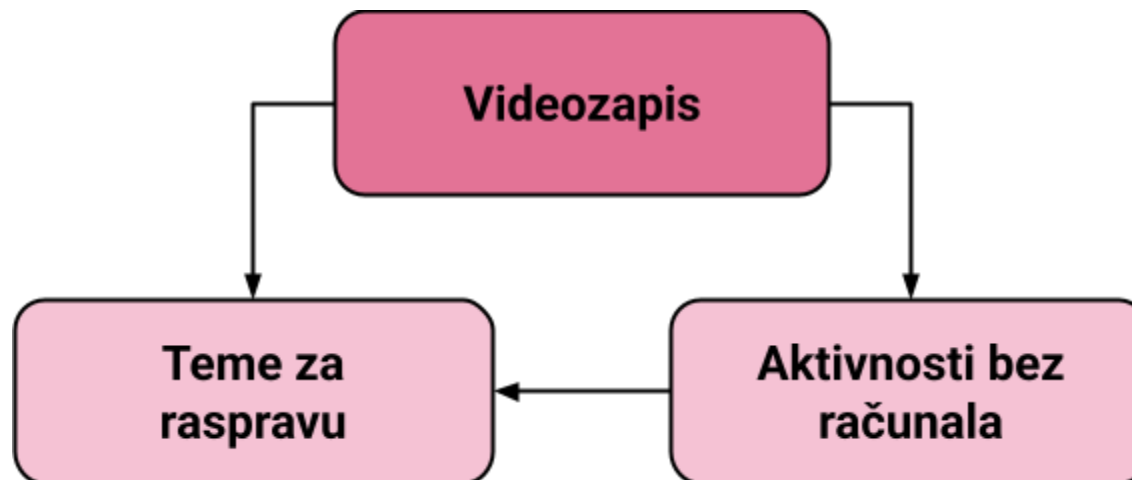 Videozapis
Teme za
raspravu
Aktivnosti bez
računala